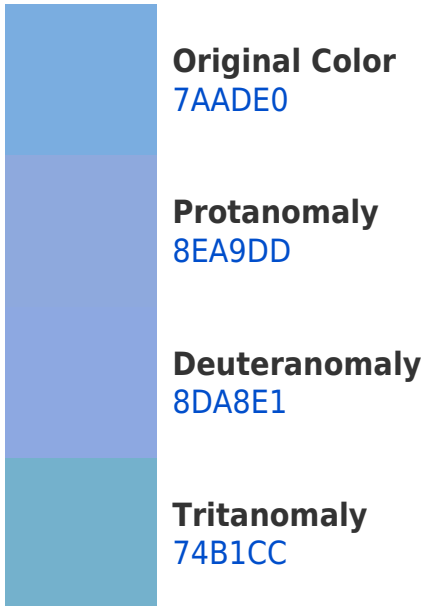 Original Color
7AADE0
Protanomaly
8EA9DD
Deuteranomaly
8DA8E1
Tritanomaly
74B1CC